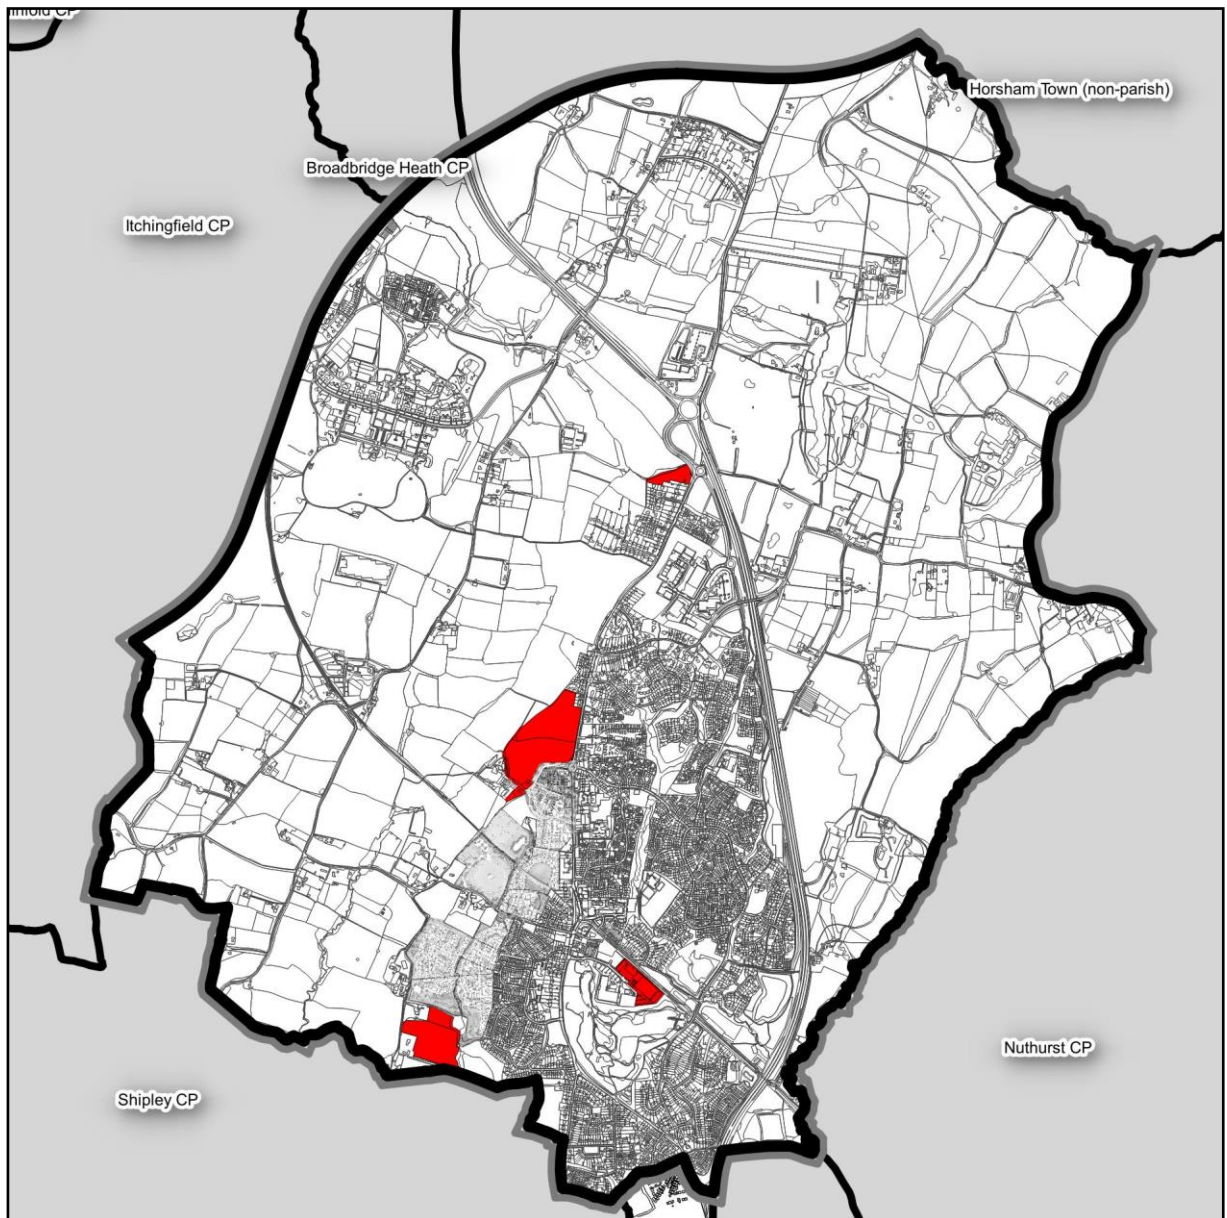 Horsham Town (non-parish)
Broadbridge Heath CP
Itchingfield CP
Nuthurst CP
Shipley CP